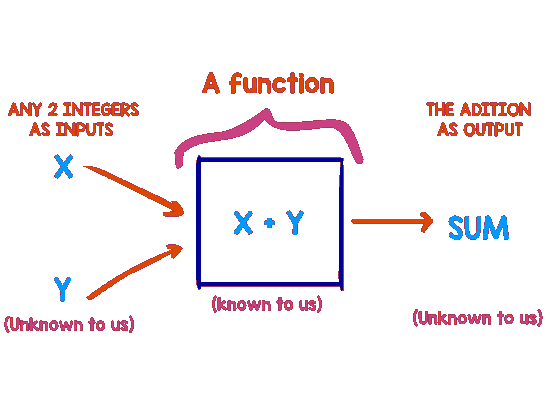 A function
ANY 2 INTEGERS
AS INPUTS
THE ADITION
AS OUTPUT
X
X + Y
SUM
Y
(Unknown to us)
(known to us)
(Unknown to us}